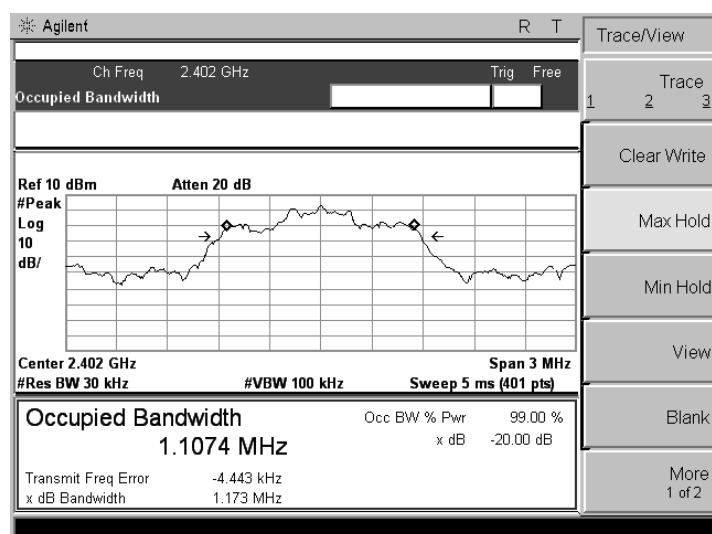 Agilent R T
Trace/View
Ch Freq 2.402 GHz Trig Free
Occupied Bandwidth
Trace
1 2 3
Clear Write
Ref 10 dBm Atten 20 dB
#Peak
Log
10
dB/
Max Hold
Min Hold
Center 2.402 GHz Span 3 MHz
#Res BW 30 kHz #VBW 100 kHz Sweep 5 ms (401 pts)
View
Occupied Bandwidth Occ BW % Pwr 99.00 %
1.1074 MHz x dB -20.00 dB
Blank
Transmit Freq Error -4.443 kHz
x dB Bandwidth 1.173 MHz
More
1 of 2